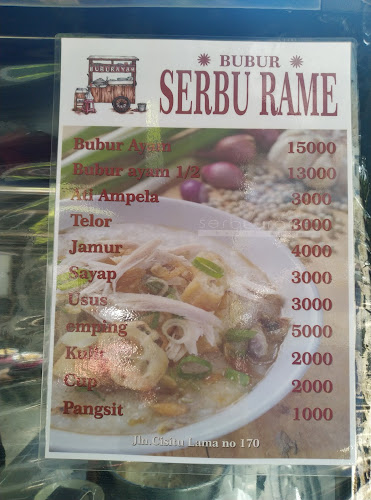 BUBURAYAM
BUBUR
SERBU RAME
Bubur Ayam 15000
Bubur ayam 1/2 13000
Ati Ampela 3000
Telor 3000
Jamur 4000
Sayap 3000
Usus 3000
emping 5000
Kulit 2000
Cup 2000
Pangsit 1000
Jln. Cisitu Lama no 170